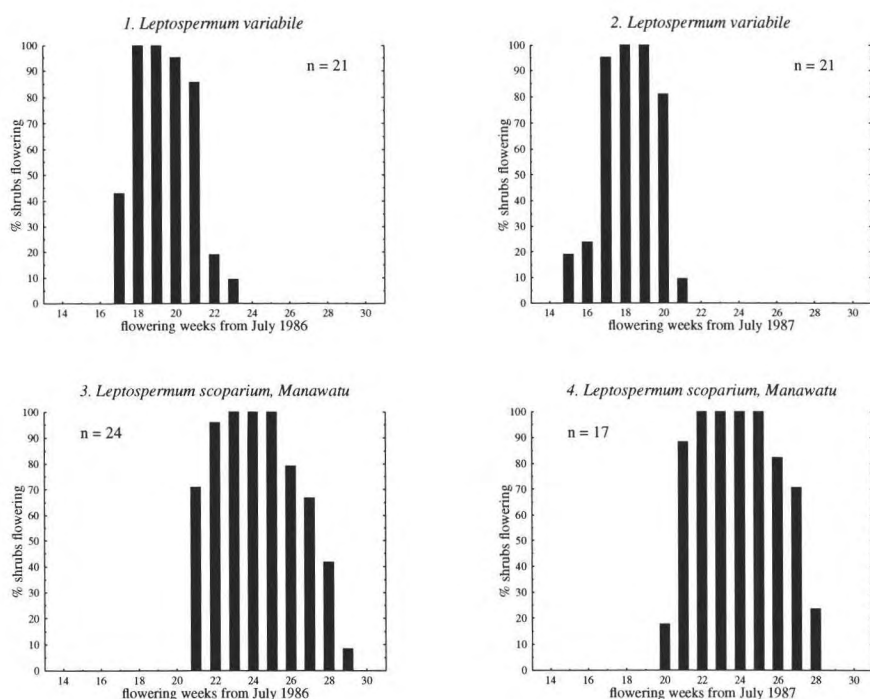 1. Leptospermum variabile
n = 21
% shrubs flowering
100
90
80
70
60
50
40
30
20
10
0
14 16 18 20 22 24 26 28 30
flowering weeks from July 1986
2. Leptospermum variabile
n = 21
% shrubs flowering
100
90
80
70
60
50
40
30
20
10
0
14 16 18 20 22 24 26 28 30
flowering weeks from July 1987
3. Leptospermum scoparium, Manawatu
n = 24
% shrubs flowering
100
90
80
70
60
50
40
30
20
10
0
14 16 18 20 22 24 26 28 30
flowering weeks from July 1986
4. Leptospermum scoparium, Manawatu
n = 17
% shrubs flowering
100
90
80
70
60
50
40
30
20
10
0
14 16 18 20 22 24 26 28 30
flowering weeks from July 1987